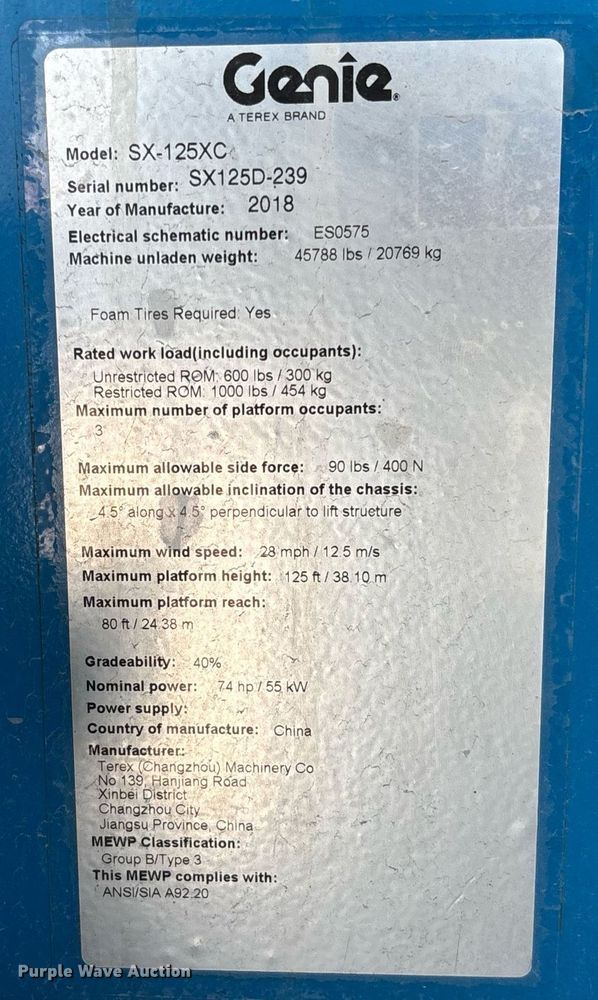 Genie®
A TEREX BRAND
Model: SX-125XC
Serial number: SX125D-239
Year of Manufacture: 2018
Electrical schematic number: ES0575
Machine unladen weight: 45788 lbs / 20769 kg
Foam Tires Required: Yes
Rated work load(including occupants):
Unrestricted ROM: 600 lbs / 300 kg
Restricted ROM: 1000 lbs / 454 kg
Maximum number of platform occupants:
3
Maximum allowable side force: 90 lbs / 400 N
Maximum allowable inclination of the chassis:
4.5° along x 4.5° perpendicular to lift structure
Maximum wind speed: 28 mph / 12.5 m/s
Maximum platform height: 125 ft / 38.10 m
Maximum platform reach:
80 ft / 24.38 m
Gradeability: 40%
Nominal power: 74 hp / 55 kW
Power supply:
Country of manufacture: China
Manufacturer:
Terex (Changzhou) Machinery Co
No 139, Hanjiang Road
Xinbei District
Changzhou City
Jiangsu Province, China
MEWP Classification:
Group B/Type 3
This MEWP complies with:
ANSI/SIA A92.20
Purple Wave Auction